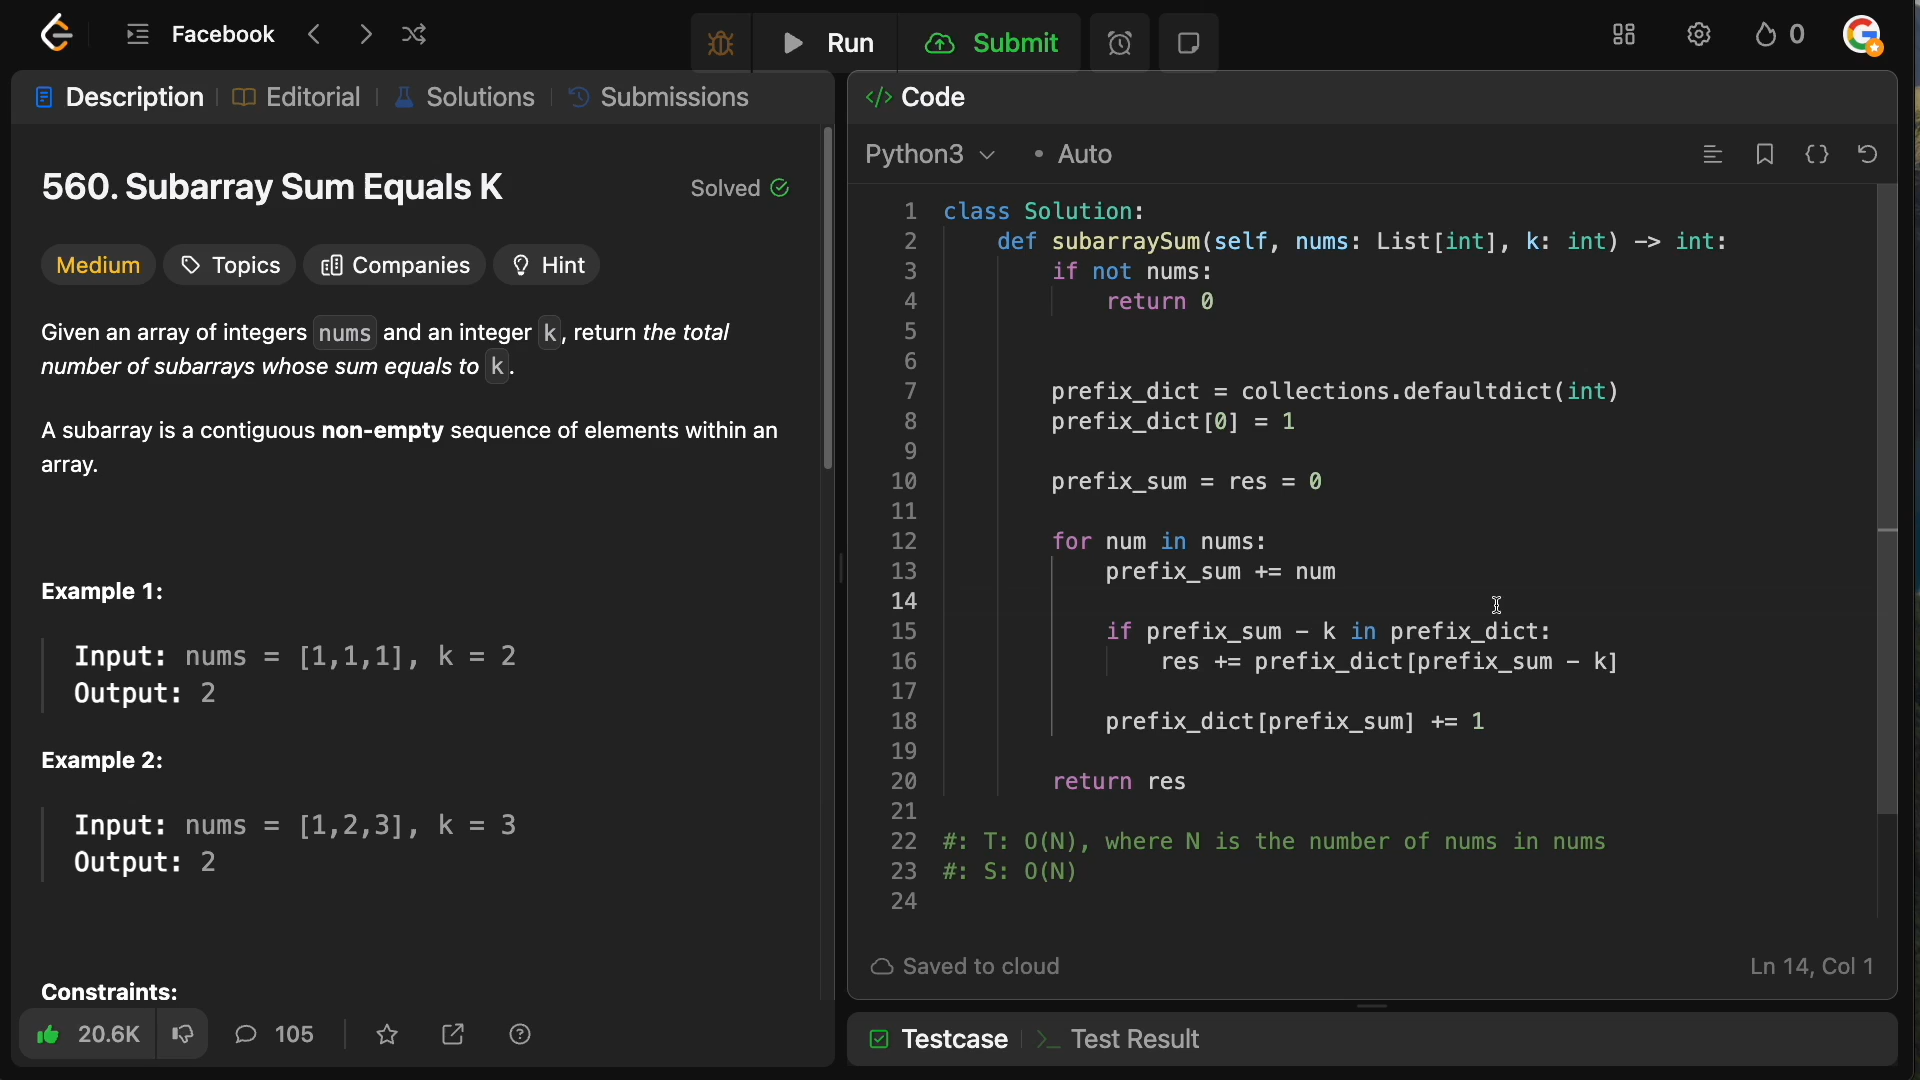 Facebook
Run
Submit
0
Description
Editorial
Solutions
Submissions
560. Subarray Sum Equals K
Solved
Medium
Topics
Companies
Hint
Given an array of integers nums and an integer k, return the total
number of subarrays whose sum equals to k.
A subarray is a contiguous non-empty sequence of elements within an
array.
Example 1:
Input: nums = [1,1,1], k = 2
Output: 2
Example 2:
Input: nums = [1,2,3], k = 3
Output: 2
Constraints:
20.6K
105
</> Code
Python3
Auto
1 class Solution:
2 def subarraySum(self, nums: List[int], k: int) -> int:
3 if not nums:
4 return 0
5
6
7 prefix_dict = collections.defaultdict(int)
8 prefix_dict[0] = 1
9
10 prefix_sum = res = 0
11
12 for num in nums:
13 prefix_sum += num
14
15 if prefix_sum - k in prefix_dict:
16 res += prefix_dict[prefix_sum - k]
17
18 prefix_dict[prefix_sum] += 1
19
20 return res
21
22 #: T: O(N), where N is the number of nums in nums
23 #: S: O(N)
24
Saved to cloud
Ln 14, Col 1
Testcase
Test Result